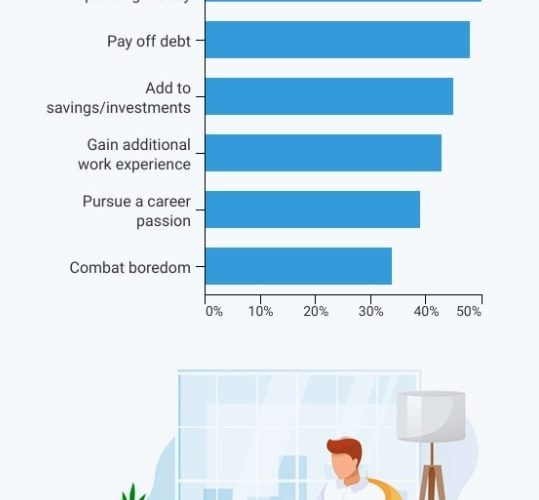 Pay off debt
Add to
savings/investments
Gain additional
work experience
Pursue a career
passion
Combat boredom
0% 10% 20% 30% 40% 50%